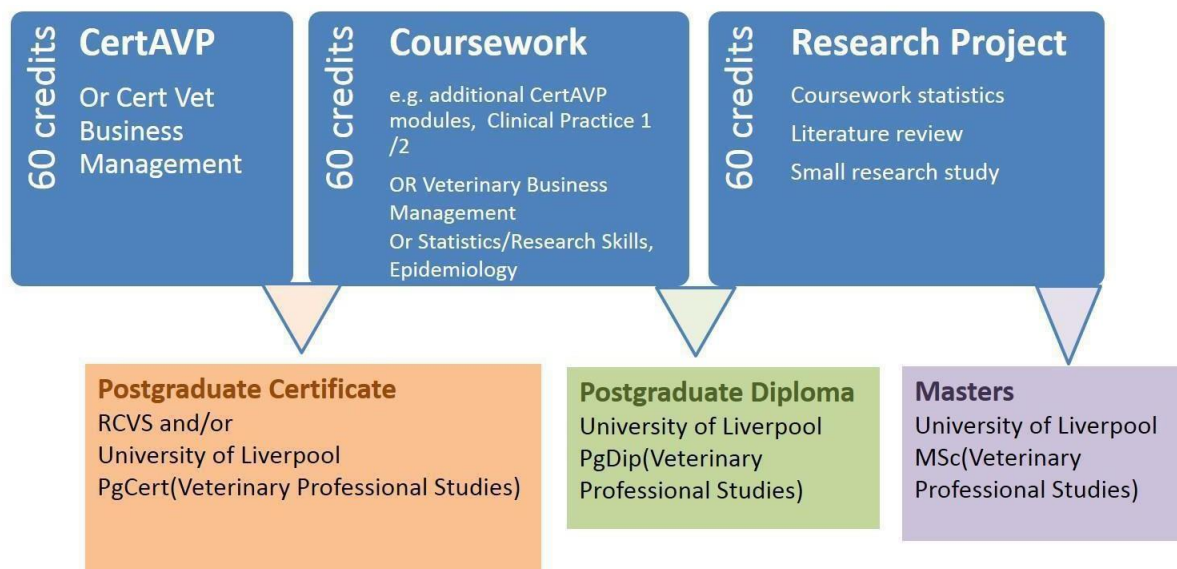 60 credits
CertAVP
Or Cert Vet
Business
Management
60 credits
Coursework
e.g. additional CertAVP
modules,  Clinical Practice 1
/2
OR Veterinary Business
Management
Or Statistics/Research Skills,
Epidemiology
60 credits
Research Project
Coursework statistics
Literature review
Small research study
Postgraduate Certificate
RCVS and/or
University of Liverpool
PgCert(Veterinary Professional Studies)
Postgraduate Diploma
University of Liverpool
PgDip(Veterinary
Professional Studies)
Masters
University of Liverpool
MSc(Veterinary
Professional Studies)